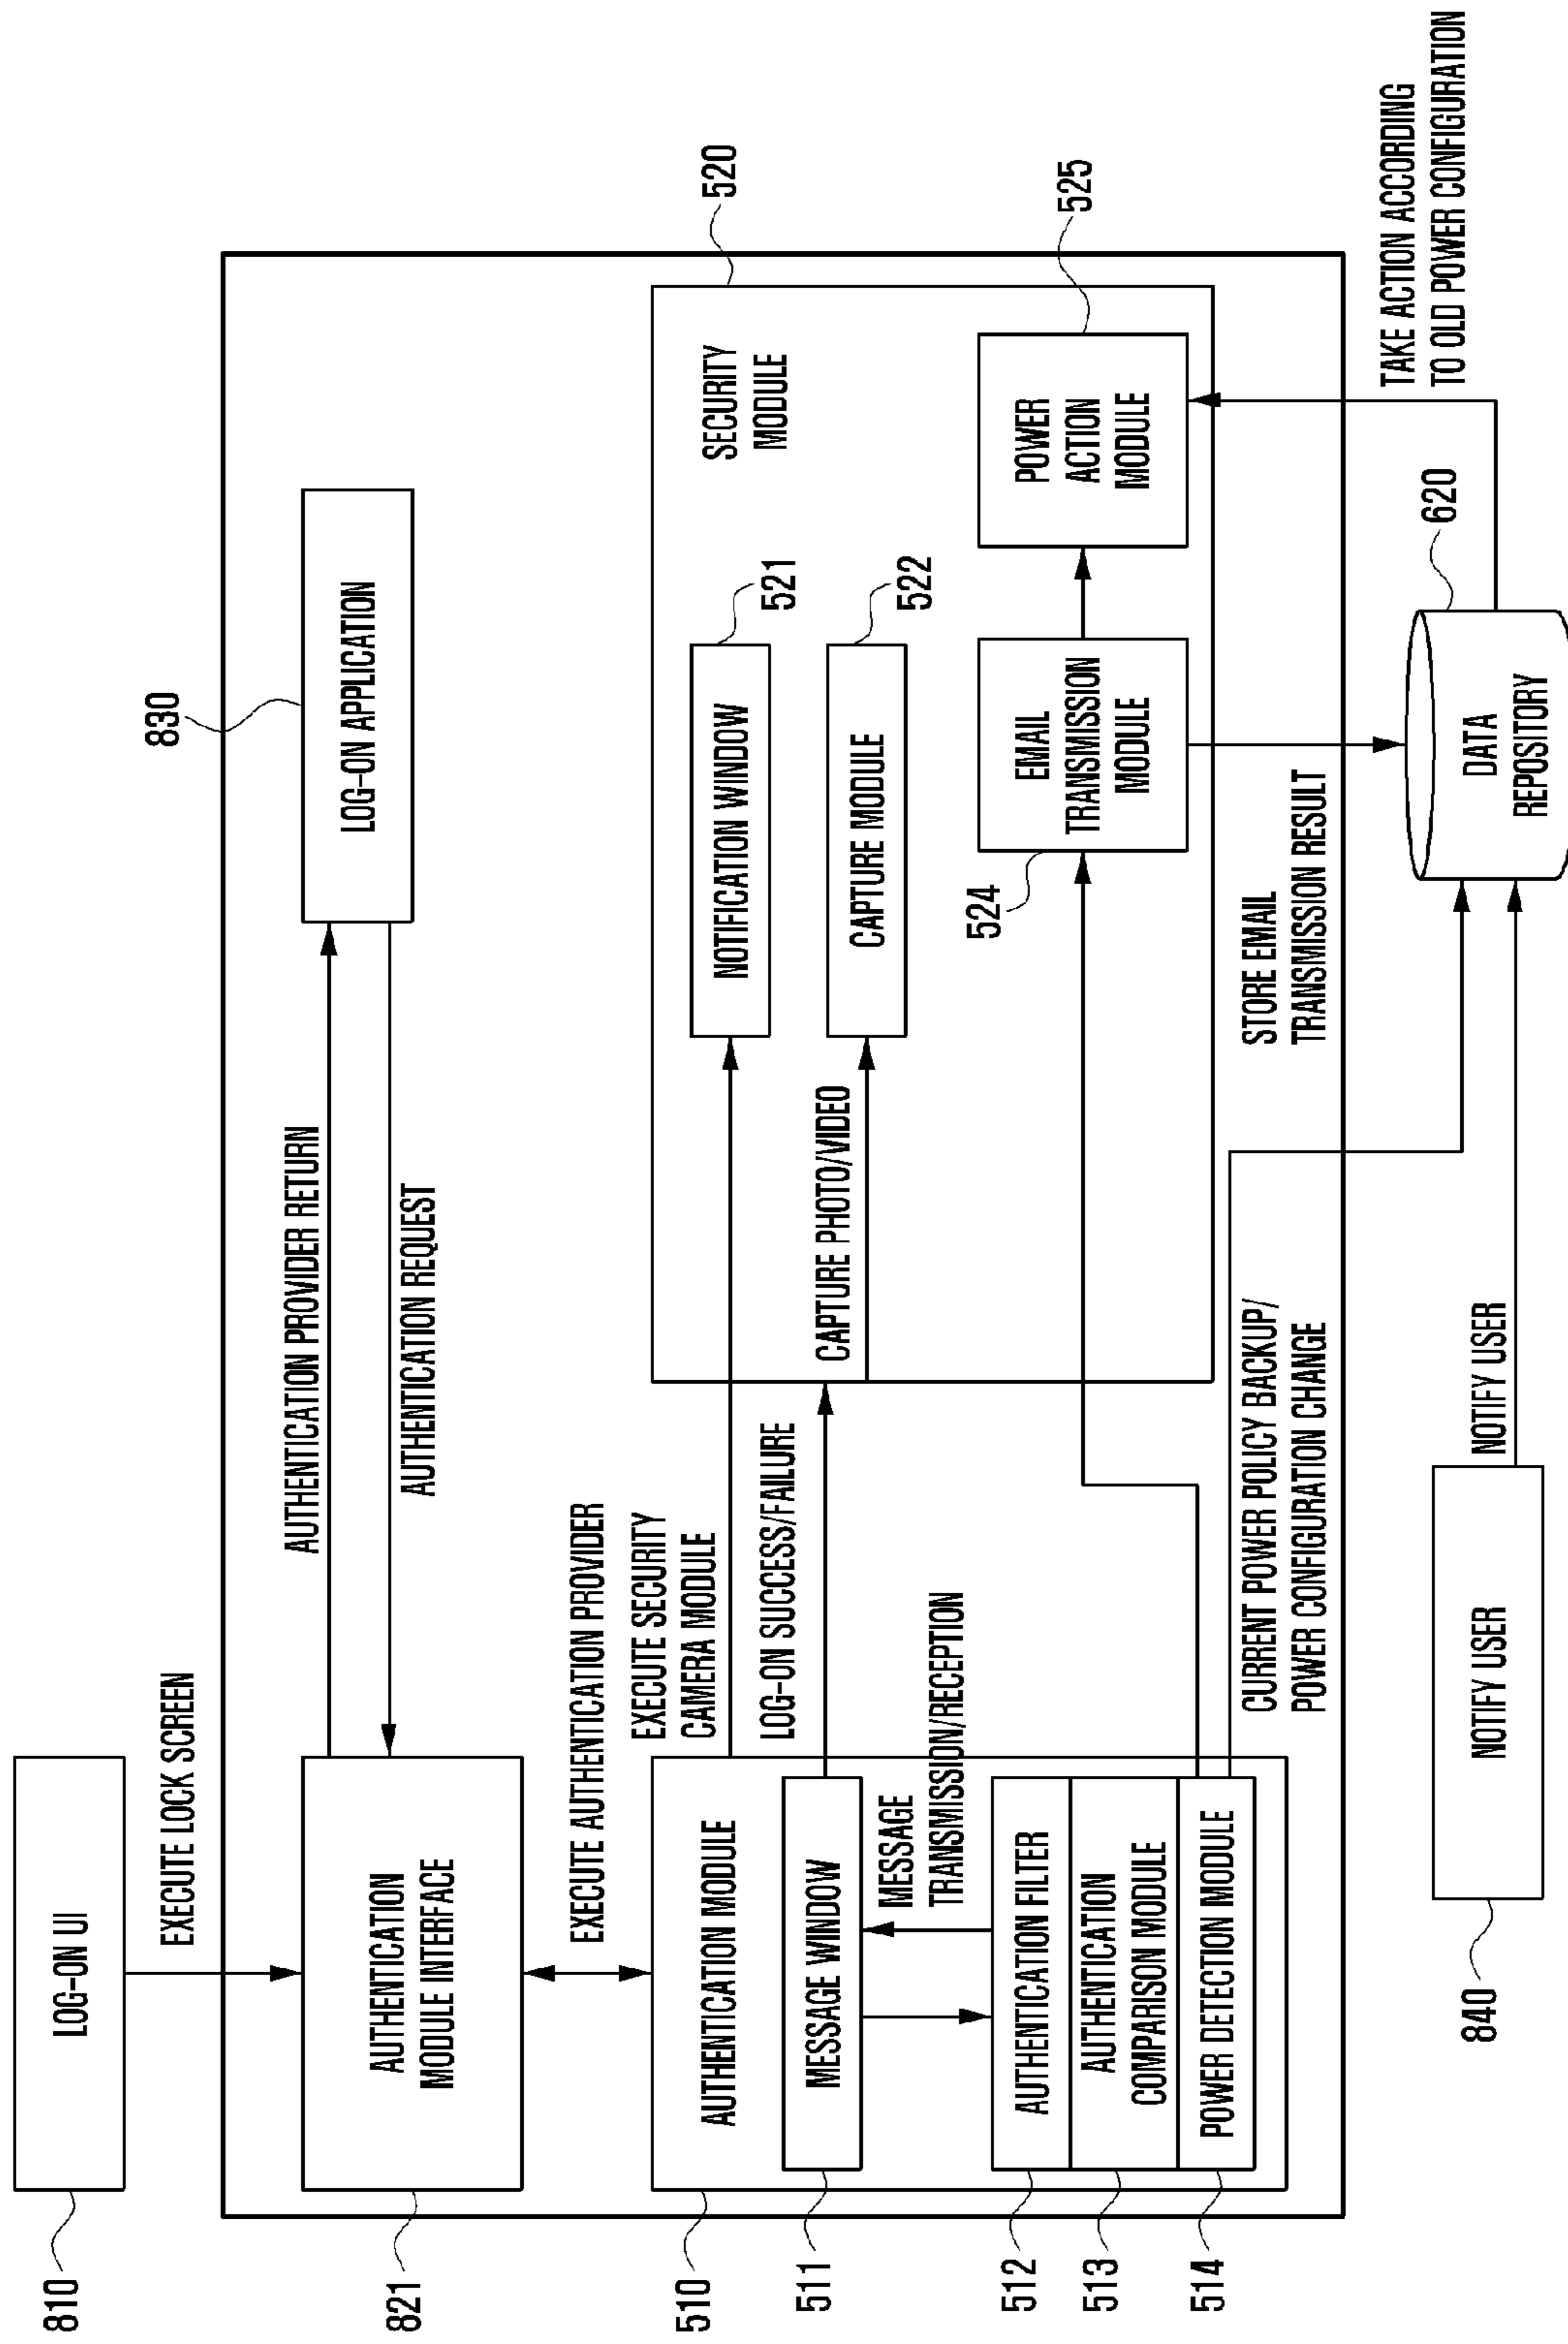 810
LOG-ON UI
EXECUTE LOCK SCREEN
821
AUTHENTICATION
MODULE INTERFACE
AUTHENTICATION PROVIDER RETURN
AUTHENTICATION REQUEST
830
LOG-ON APPLICATION
EXECUTE AUTHENTICATION PROVIDER
510
AUTHENTICATION MODULE
511
MESSAGE WINDOW
MESSAGE
TRANSMISSION/RECEPTION
512
AUTHENTICATION FILTER
513
AUTHENTICATION
COMPARISON MODULE
514
POWER DETECTION MODULE
EXECUTE SECURITY
CAMERA MODULE
LOG-ON SUCCESS/FAILURE
520
SECURITY
MODULE
521
NOTIFICATION WINDOW
CAPTURE PHOTO/VIDEO
522
CAPTURE MODULE
524
EMAIL
TRANSMISSION
MODULE
525
POWER
ACTION
MODULE
CURRENT POWER POLICY BACKUP/
POWER CONFIGURATION CHANGE
STORE EMAIL
TRANSMISSION RESULT
TAKE ACTION ACCORDING
TO OLD POWER CONFIGURATION
840
NOTIFY USER
NOTIFY USER
620
DATA
REPOSITORY